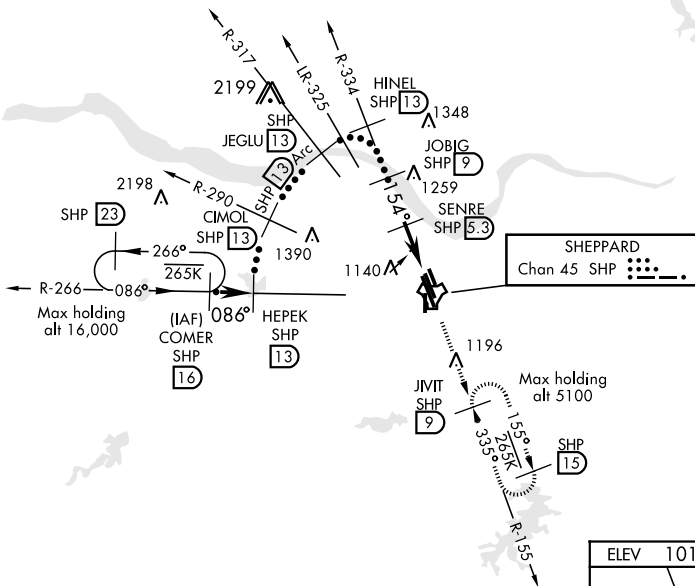 R-317
LR-325
R-334
HINEL
SHP 13
1348
2199
SHP
JEGLU 13
JOBIG
SHP 9
SHP 13 Arc
1259
2198
R-290
154°
SENRE
SHP 5.3
SHP 23
CIMOL
SHP 13
1390
266°
265K
1140
SHEPPARD
Chan 45 SHP
R-266
086°
086°
Max holding
alt 16,000
(IAF)
COMER
SHP
16
HEPEK
SHP
13
1196
JIVIT
SHP
9
Max holding
alt 5100
155°
265K
335°
SHP
15
R-155
ELEV 101